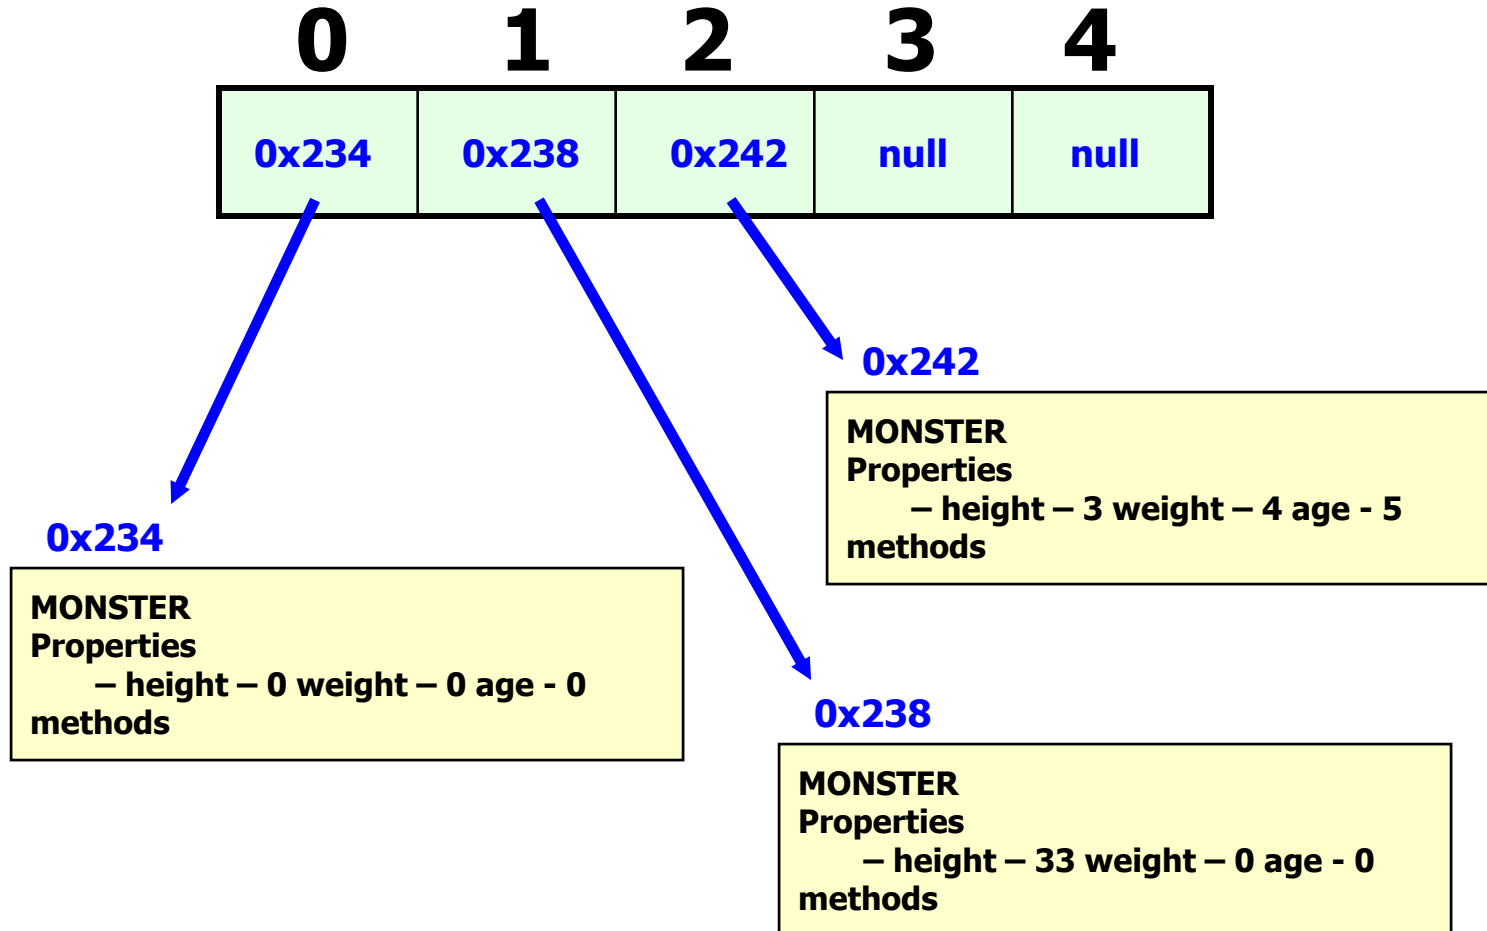 0 1 2 3 4
0x234 0x238 0x242 null null
0x242
MONSTER
Properties
– height – 3 weight – 4 age - 5
methods
0x234
MONSTER
Properties
– height – 0 weight – 0 age - 0
methods
0x238
MONSTER
Properties
– height – 33 weight – 0 age - 0
methods